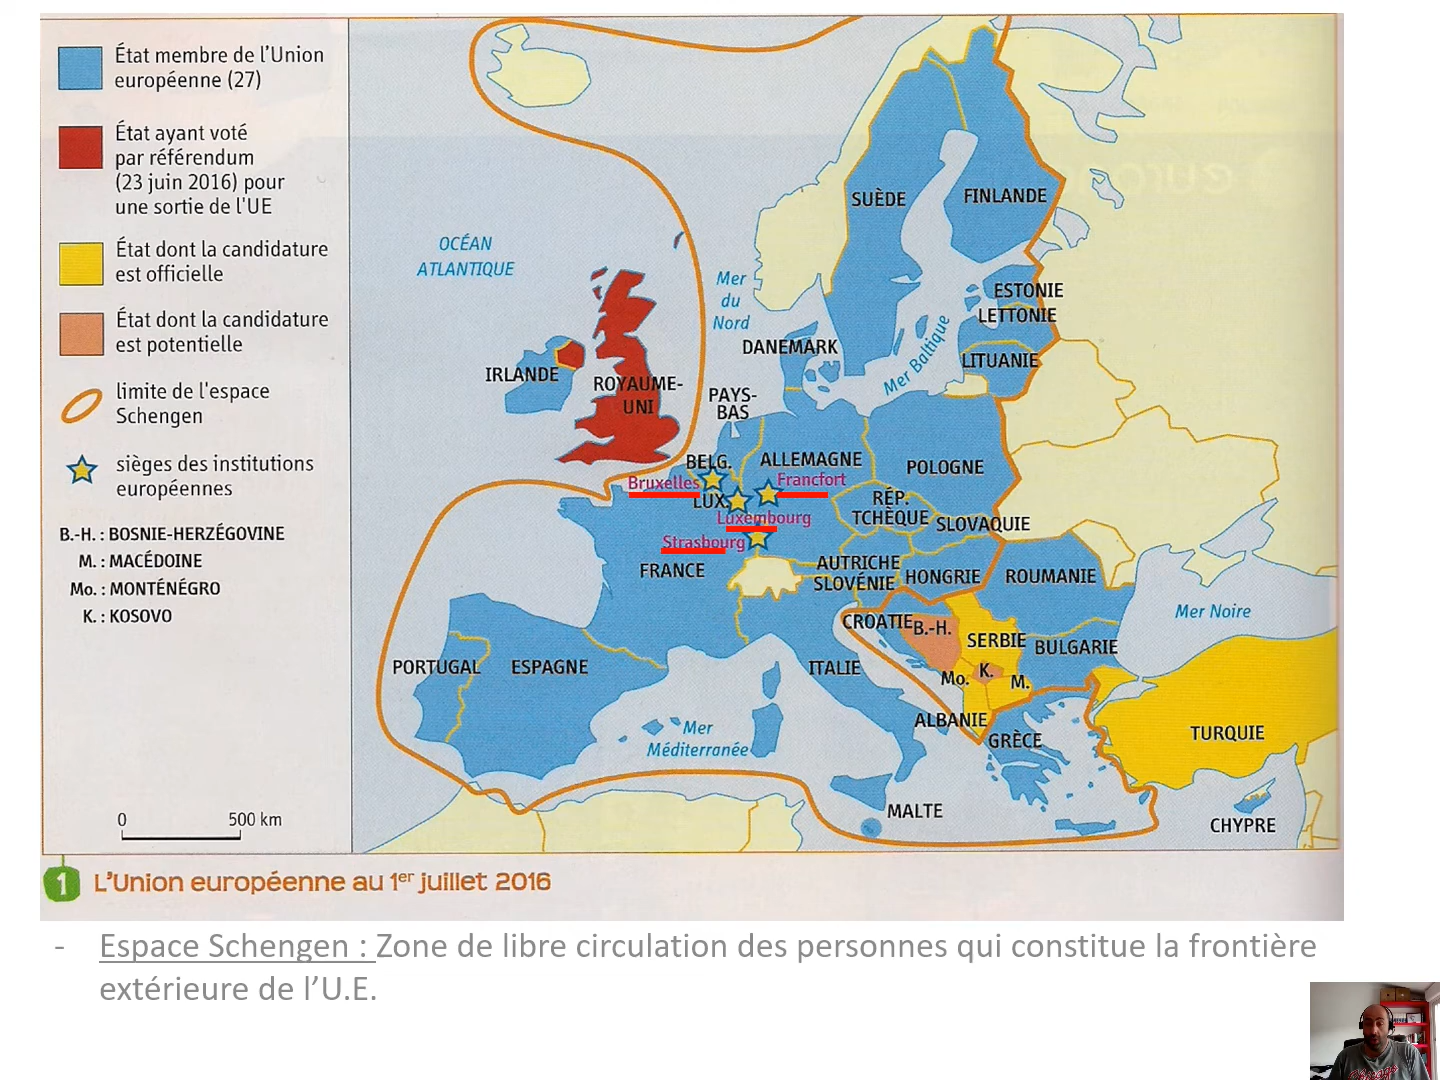 État membre de l'Union
européenne (27)
État ayant voté
par référendum
(23 juin 2016) pour
une sortie de l'UE
État dont la candidature
est officielle
État dont la candidature
est potentielle
limite de l'espace
Schengen
sièges des institutions
européennes
B.-H. : BOSNIE-HERZÉGOVINE
M. : MACÉDOINE
Mo. : MONTÉNÉGRO
K. : KOSOVO
0 500 km
OCÉAN
ATLANTIQUE
SUÈDE
FINLANDE
Mer
du
Nord
ESTONIE
LETTONIE
DANEMARK
Mer Baltique
LITUANIE
IRLANDE
ROYAUME-
UNI
PAYS-
BAS
BELG.
ALLEMAGNE
POLOGNE
Bruxelles
Francfort
LUX.
RÉP.
TCHÈQUE
SLOVAQUIE
Luxembourg
Strasbourg
FRANCE
AUTRICHE
SLOVÉNIE
HONGRIE
ROUMANIE
Mer Noire
CROATIE
B.-H.
SERBIE
BULGARIE
PORTUGAL
ESPAGNE
ITALIE
Mo.
K.
M.
ALBANIE
GRÈCE
TURQUIE
Mer
Méditerranée
MALTE
CHYPRE
1 L'Union européenne au 1er juillet 2016
- Espace Schengen : Zone de libre circulation des personnes qui constitue la frontière
extérieure de l'U.E.